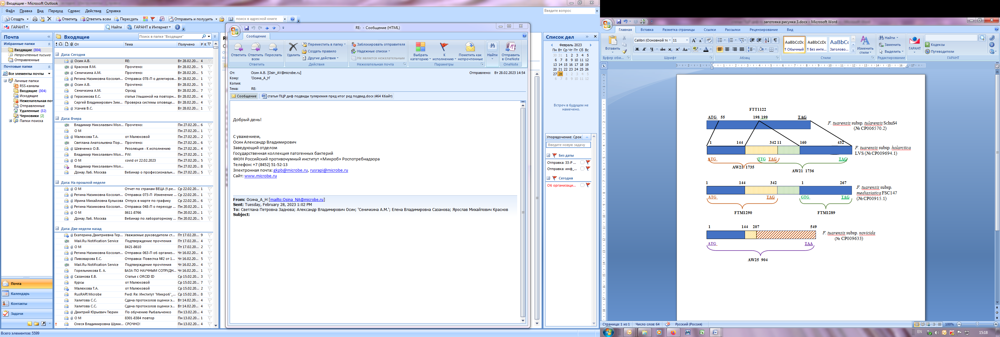 Входящие - Microsoft Outlook
Файл Правка Вид Переход Сервис Действия Справка
Введите вопрос
Создать Ответить Ответить всем Переслать Отправить и получить поиск в адресной книге
ГАРАНТ Найти ГАРАНТ в Интернет
Почта
Избранные папки
Входящие (304)
Непрочтенные письма
Отправленные
Почтовые папки
Все элементы почты
Личные папки
RSS-каналы
Входящие (304)
Исходящие
Нежелательная поч
Отправленные
Удаленные (32)
Черновики [2]
Папки поиска
Почта
Календарь
Контакты
Задачи
Всего элементов: 5599
Входящие
Поиск в папке "Входящие"
От Тема Получено Р К
Дата: Сегодня
Осин А.В. RE: Вт 28.02.20... 4
Краснов Я.М. Прочтено: Вт 28.02.20... 5
Сеничкина А.М. Прочтено: Вт 28.02.20... 5
Регина Назимовна Косолап... Отправка: 078-П о делегиров... Вт 28.02.20... 1
Осин А.В. Прочтено: Вт 28.02.20... 5
Сеничкина А.М. Орсид Вт 28.02.20... 7
Герасимова Е.С. статья Ульшиной на повторн... Вт 28.02.20... 4
Сергей Владимирович Зим... Проверка системы оповеще... Вт 28.02.20... 4
Усачев В.С. Вт 28.02.20... 1
Дата: Вчера
Владимир Николаевич Мол... Прочтено: Пн 27.02.20... 6
О М Пн 27.02.20... 1
Малюкова Т.А. от Малюковой Пн 27.02.20... 2
Светлана Анатольевна Пор... Прочтено: Пн 27.02.20... 6
Шевченко О.В. Резолюция - К исполнению Пн 27.02.20... 4
Владимир Николаевич Мол... FW: Пн 27.02.20... 1
О М covid от 22.02.2023 Пн 27.02.20... 5
Владимир Николаевич Мол... Пн 27.02.20... 8
Донау Лаб. Москва Вебинар о профессиональн... Пн 27.02.20... 5
Дата: На прошлой неделе
О М Отчет по странам ВЕЦА (Y.pe... Ср 22.02.20... 1
Регина Назимовна Косолап... Отправка: 073-П Изменение ... Ср 22.02.20... 1
Ирина Михайловна Кулькова Отпуск в марте по графику Ср 22.02.20... 6
Регина Назимовна Косолап... Отправка: 048-П о переходе ... Пн 20.02.20... 1
О М 8611-8766 Пн 20.02.20... 1
Донау Лаб. Москва Вебинар по лабораторному ... Пн 20.02.20... 5
Дата: Две недели назад
Екатерина Дмитриевна Тер... Уважаемые руководители ст... Пт 17.02.20... 9
Mail.Ru Notification Service Подтверждение прочтения Пт 17.02.20... 4
О М 8421-8610 Пт 17.02.20... 2
Регина Назимовна Косолап... Отправка: 063-П об организ... Чт 16.02.20... 4
Пивоварова Е.С. Отправка: Повестка №2 от 1... Чт 16.02.20... 5
Mail.Ru Notification Service Подтверждение прочтения Чт 16.02.20... 4
Горельникова Е. А. БАЗА ПО НАУЧНЫМ СОТРУДН... Чт 16.02.20... 1
Сазанова Е.В. Статья с ORCID ID Ср 15.02.20... 3
Курсы от Малюковой Ср 15.02.20... 7
Малюкова Т.А. от Малюковой Ср 15.02.20... 2
RusRAPI Microbe Fwd: Re: Институт "Микроб"_... Ср 15.02.20... 8
Халитова С.С. Сдача протоколов оценки э... Вт 14.02.20... 4
Халитова С.С. Сдача протоколов оценки э... Вт 14.02.20... 4
Дмитрий Юрьевич Тюрин По обучению Рыбальченко Пн 13.02.20... 4
О М 8301-8384 повтор Пн 13.02.20... 1
Олеся Владимировна Шуми... СРОЧНО! Пн 13.02.20... 4
RE: - Сообщение (HTML)
Сообщение
Ответить Ответить всем Переслать
Ответить
Удалить Переместить в папку Создать правило Другие действия
Действия
Заблокировать отправителя Надежные списки Не является нежелательным
Нежелательная почта
Выбрать категорию К исполнению Пометить как непрочтенные
Параметры
Найти
Отправить в OneNote
OneNote
От: Осин А.В. [Osin_AV@microbe.ru] Отправлено: Вт 28.02.2023 14:54
Кому: 'Осина_А_Н'
Копия:
Тема: RE:
Сообщение статья ПЦР диф подвиды туляремия пред итог ред подвид.docx (464 Кбайт)
Добрый день!
С уважением,
Осин Александр Владимирович
Заведующий отделом
Государственная коллекция патогенных бактерий
ФКУН Российский противочумный институт «Микроб» Роспотребнадзора
Телефон: +7 (8452) 51-52-13
Электронная почта: gkpb@microbe.ru, rusrapi@microbe.ru
Сайт: www.microbe.ru
From: Осина_А_Н [mailto:Osina_NA@microbe.ru]
Sent: Tuesday, February 28, 2023 1:02 PM
To: Светлана Петровна Заднова; Александр Владимирович Осин; 'Сеничкина А.М.'; Елена Владимировна Сазанова; Ярослав Михайлович Краснов
Subject:
Список дел
Февраль 2023
Пн Вт Ср Чт Пт Сб Вс
30 31 1 2 3 4 5
6 7 8 9 10 11 12
13 14 15 16 17 18 19
20 21 22 23 24 25 26
27 28 1 2 3 4 5
6 7 8 9 10 11 12
Встреч в будущем не
намечено.
Упорядочение: Срок
Введите новую задачу
Без даты
Отправка: 33-Р ...
Отправка: инф_...
Сегодня
Об организаци...
заготовка рисунка 3.docx - Microsoft Word
Главная Вставка Разметка страницы Ссылки Рассылки Рецензирование Вид
Вставить
Буфер обм...
Calibri (Основной те 11
Ж К Ч abc x₂ x² Aa
Шрифт
Абзац
AaBbCcDc AaBbCcDc AaBbC
¶ Обычный ¶ Без инте... Заголово...
Изменить стили
Стили
Найти
Заменить
Выделить
Редактирование
ГАРАНТ
Кодексы
Путеводители
ГАРАНТ
FTT1122
ATG 55 198 199 TAG
F. tuarensis subsp. tularensis SchuS4
(№ CP006570.2)
1 144 342 11 160 432
F. tuarensis subsp. holarctica
LVS (№ CP009694.1)
ATG TTG TAG TAG
AW21 1735
AW21 1736
1 144 342 1 267
F. tuarensis subsp.
mediasiatica FSC147
(№ CP00915.1)
ATG TAG GTG TAG
FTM1290 FTM1289
1 144 207 549
F. tuarensis subsp. novicida
(№ CP009633)
ATG TAA
AW25 904
Страница: 1 из 1 Число слов: 64 Русский (Россия) 100%
EN 15:18